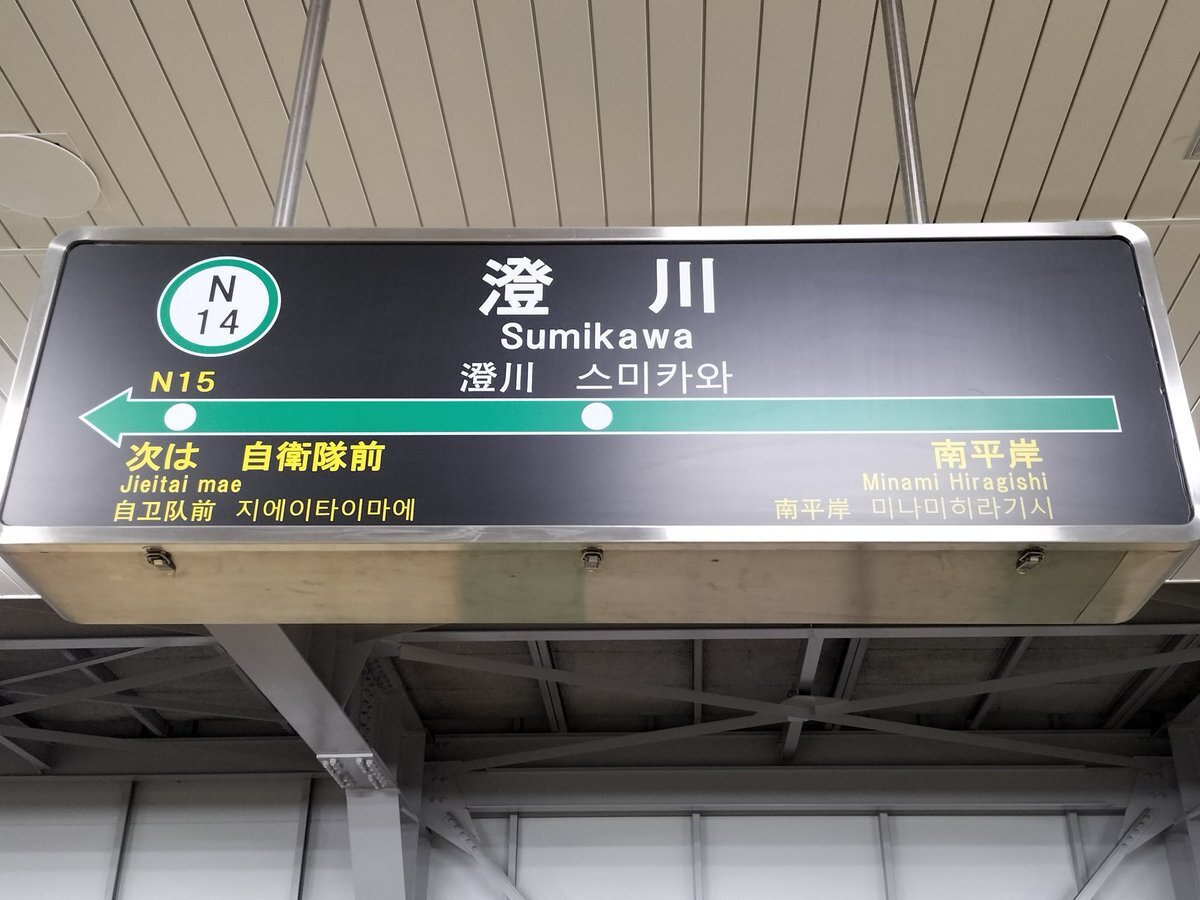 N
14
澄川
Sumikawa
澄川 스미카와
N15
次は 自衛隊前
Jieitai mae
自卫队前 지에이타이마에
南平岸
Minami Hiragishi
南平岸 미나미히라기시